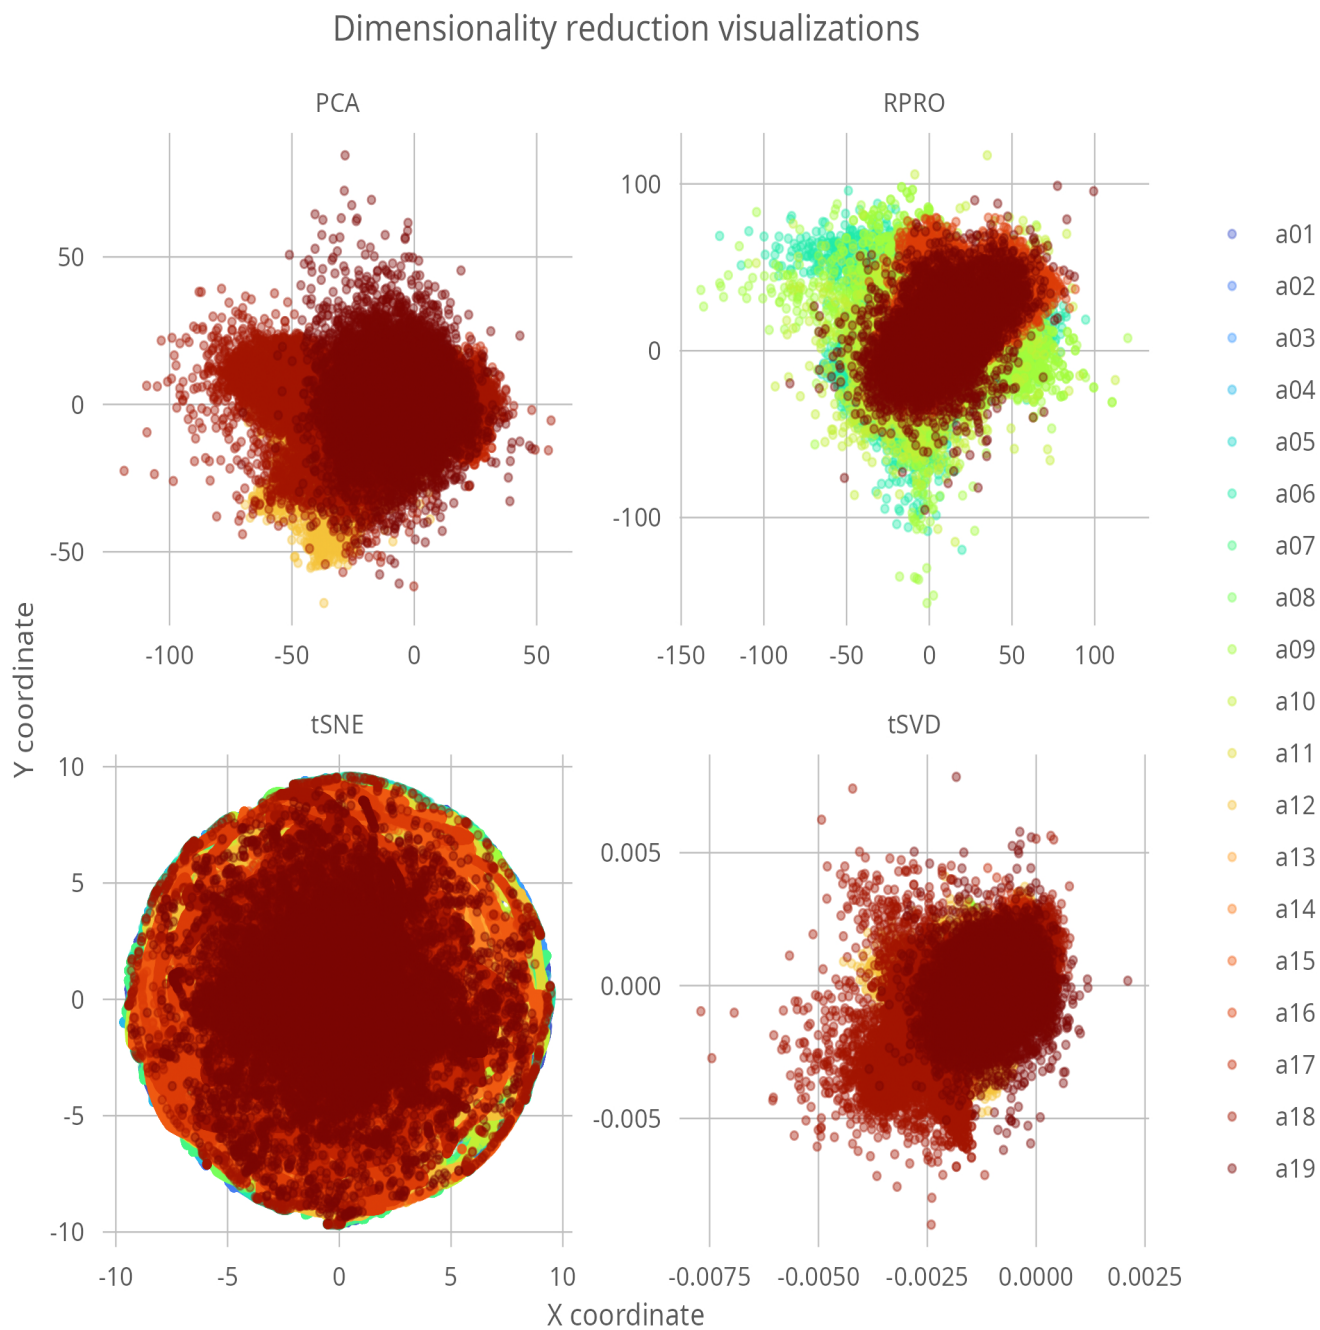 Dimensionality reduction visualizations
PCA
RPRO
50
0
-50
-100
-50
0
50
100
0
-100
-150
-100
-50
0
50
100
tSNE
tSVD
10
5
0
-5
-10
-10
-5
0
5
10
0.005
0.000
-0.005
-0.0075
-0.0050
-0.0025
0.0000
0.0025
Y coordinate
X coordinate
a01
a02
a03
a04
a05
a06
a07
a08
a09
a10
a11
a12
a13
a14
a15
a16
a17
a18
a19